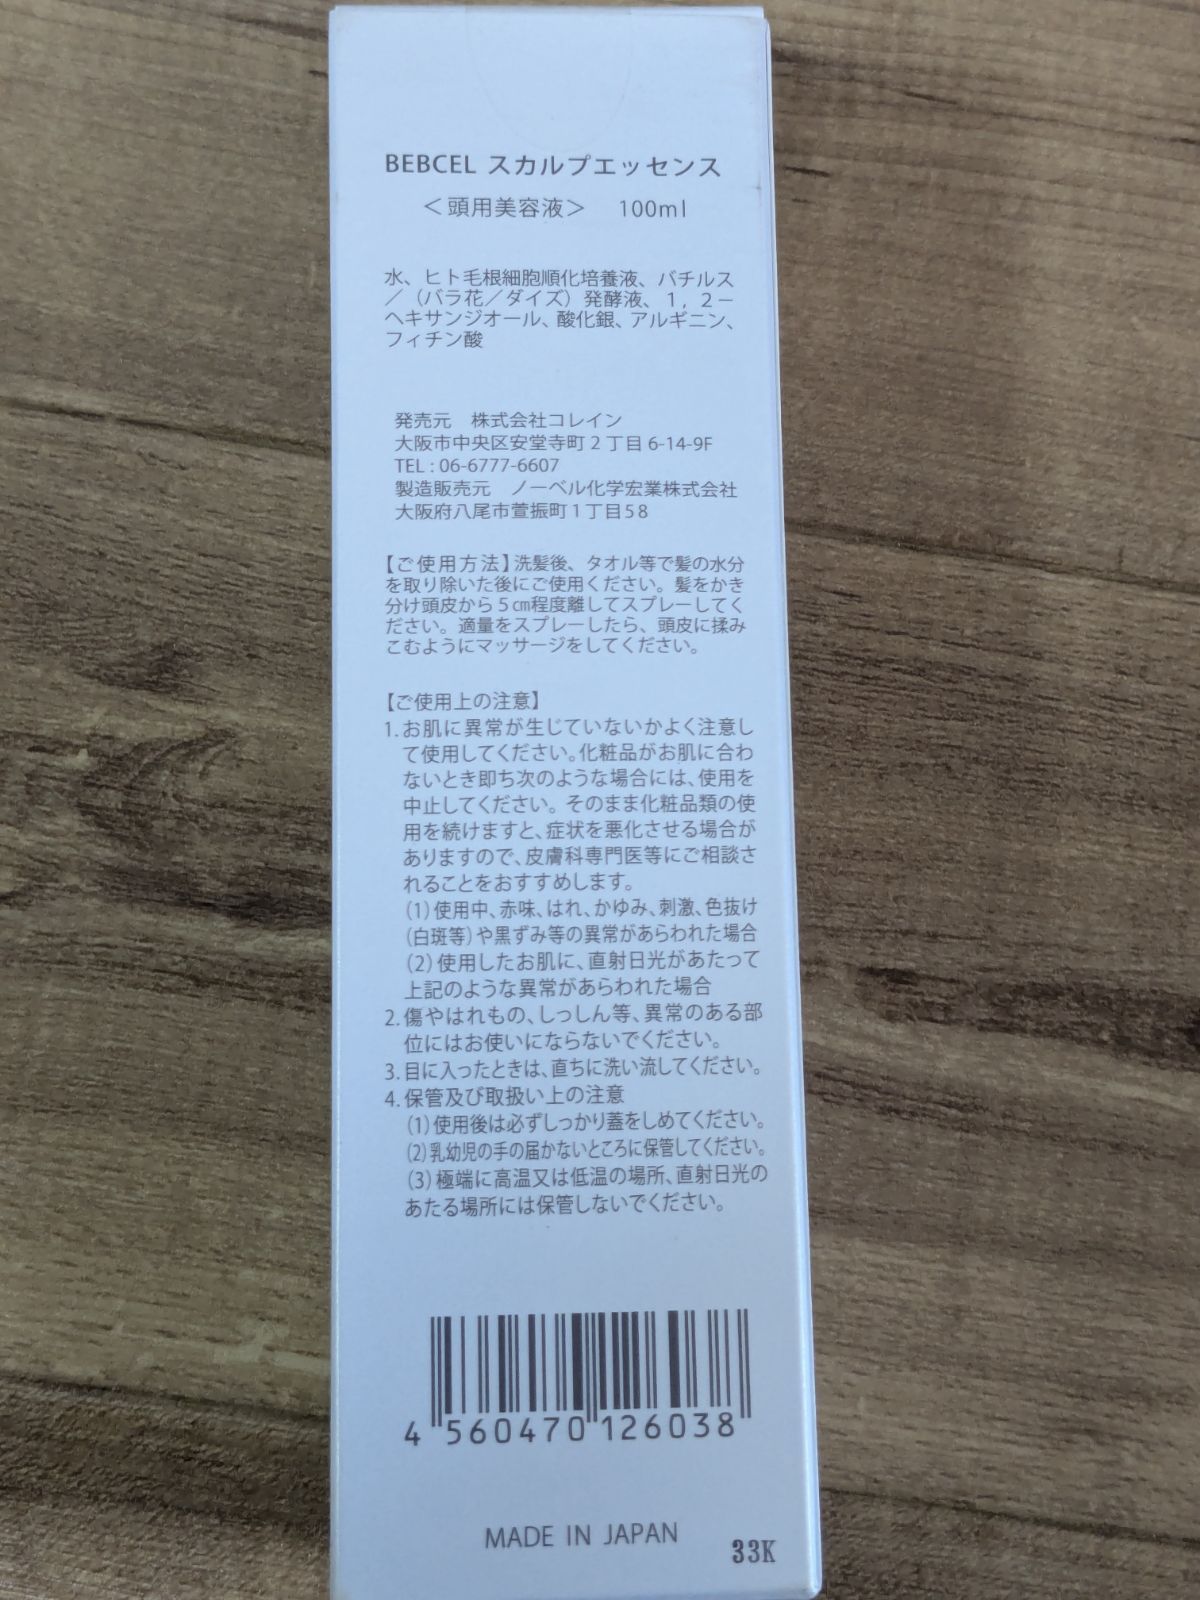 BEBCEL スカルプエッセンス
＜頭用美容液＞　100ml
水、ヒト毛根細胞順化培養液、バチルス
／（バラ花／ダイズ）発酵液、１，２－
ヘキサンジオール、酸化銀、アルギニン、
フィチン酸
発売元　株式会社コレイン
大阪市中央区安堂寺町２丁目6-14-9F
TEL : 06-6777-6607
製造販売元　ノーベル化学宏業株式会社
大阪府八尾市萱振町１丁目58
【ご使用方法】洗髪後、タオル等で髪の水分
を取り除いた後にご使用ください。髪をかき
分け頭皮から５㎝程度離してスプレーしてく
ださい。適量をスプレーしたら、頭皮に揉み
こむようにマッサージをしてください。
【ご使用上の注意】
1. お肌に異常が生じていないかよく注意し
て使用してください。化粧品がお肌に合わ
ないとき即ち次のような場合には、使用を
中止してください。そのまま化粧品類の使
用を続けますと、症状を悪化させる場合が
ありますので、皮膚科専門医等にご相談さ
れることをおすすめします。
（1）使用中、赤味、はれ、かゆみ、刺激、色抜け
（白斑等）や黒ずみ等の異常があらわれた場合
（2）使用したお肌に、直射日光があたって
上記のような異常があらわれた場合
2. 傷やはれもの、しっしん等、異常のある部
位にはお使いにならないでください。
3. 目に入ったときは、直ちに洗い流してください。
4. 保管及び取扱い上の注意
（1）使用後は必ずしっかり蓋をしめてください。
（2）乳幼児の手の届かないところに保管してください。
（3）極端に高温又は低温の場所、直射日光の
あたる場所には保管しないでください。
4 560470 126038
MADE IN JAPAN
33K